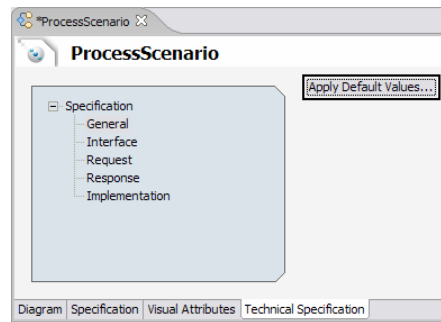 *ProcessScenario
ProcessScenario
Apply Default Values...
Specification
General
Interface
Request
Response
Implementation
Diagram Specification Visual Attributes Technical Specification